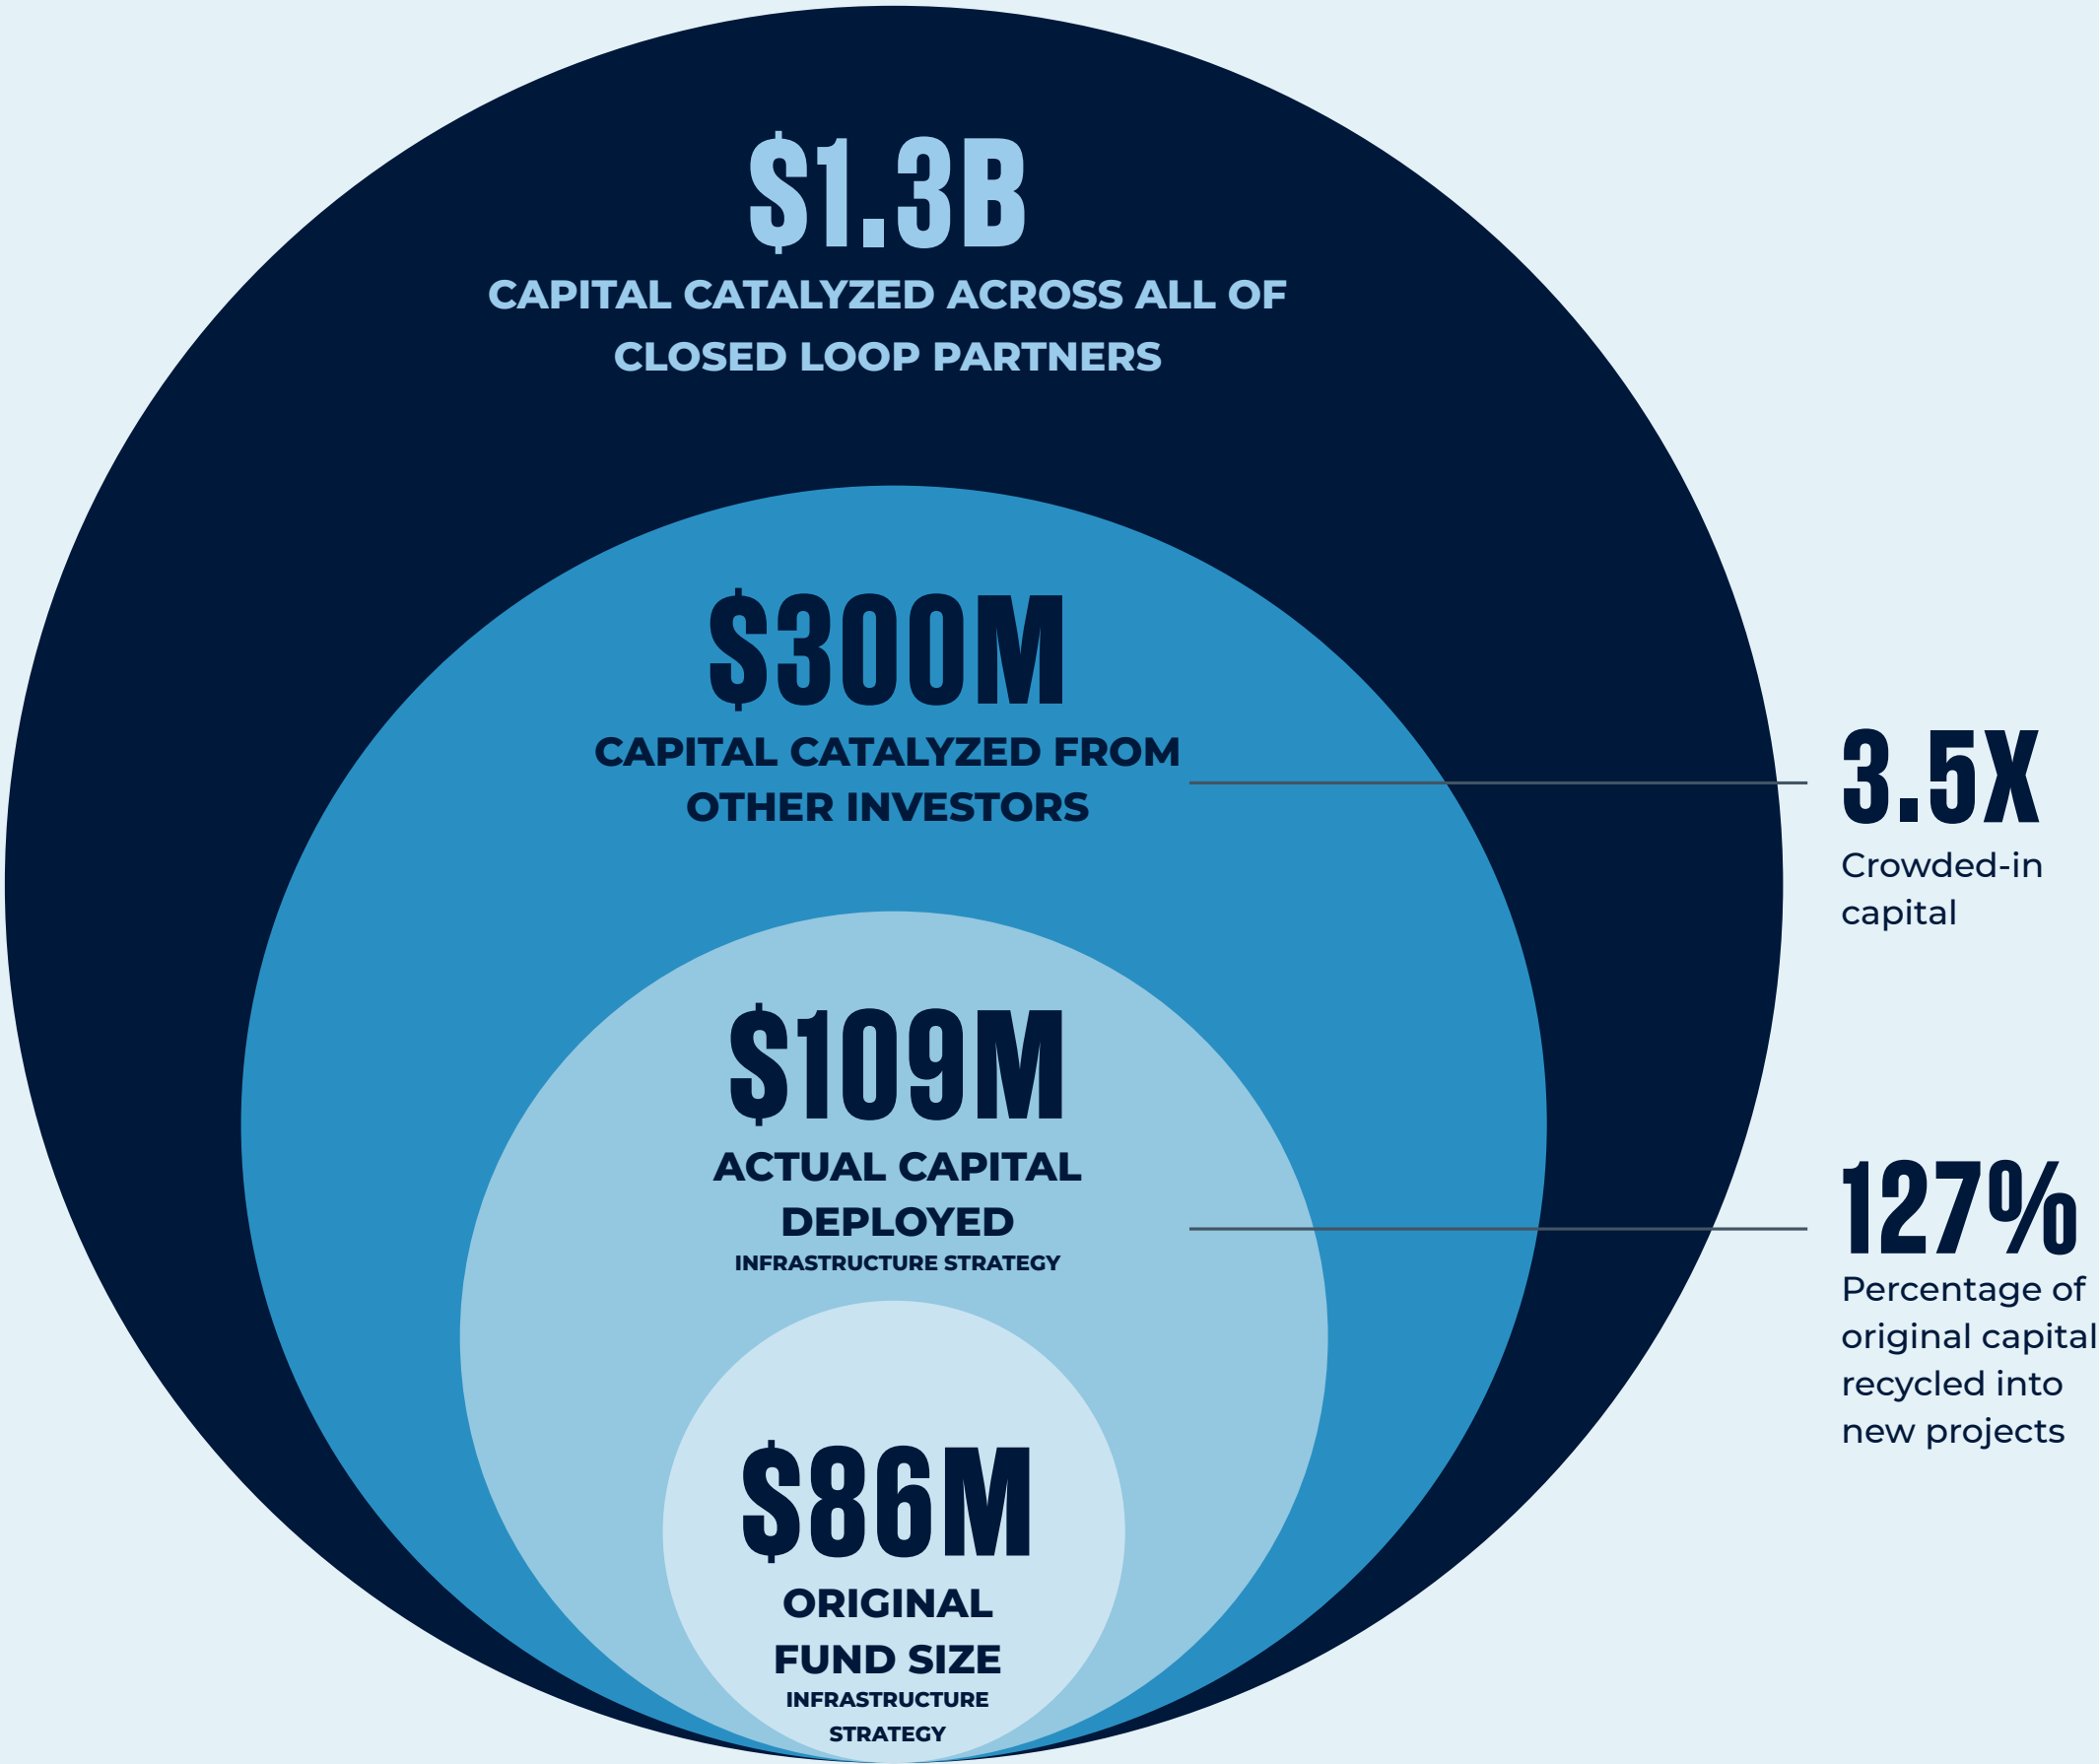 $1.3B
CAPITAL CATALYZED ACROSS ALL OF
CLOSED LOOP PARTNERS
$300M
CAPITAL CATALYZED FROM
OTHER INVESTORS
3.5X
Crowded-in
capital
$109M
ACTUAL CAPITAL
DEPLOYED
INFRASTRUCTURE STRATEGY
127%
Percentage of
original capital
recycled into
new projects
$86M
ORIGINAL
FUND SIZE
INFRASTRUCTURE
STRATEGY